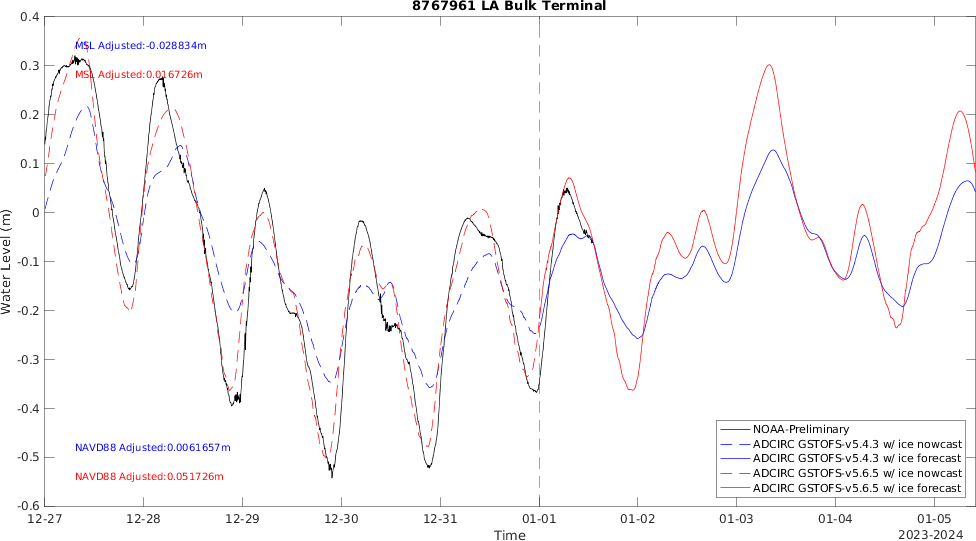 8767961 LA Bulk Terminal
MSL Adjusted:-0.028834m
MSL Adjusted:0.016726m
NAVD88 Adjusted:0.0061657m
NAVD88 Adjusted:0.051726m
Water Level (m)
0.4
0.3
0.2
0.1
0
-0.1
-0.2
-0.3
-0.4
-0.5
-0.6
NOAA-Preliminary
ADCIRC GSTOFS-v5.4.3 w/ ice nowcast
ADCIRC GSTOFS-v5.4.3 w/ ice forecast
ADCIRC GSTOFS-v5.6.5 w/ ice nowcast
ADCIRC GSTOFS-v5.6.5 w/ ice forecast
12-27 12-28 12-29 12-30 12-31 01-01 01-02 01-03 01-04 01-05
Time
2023-2024